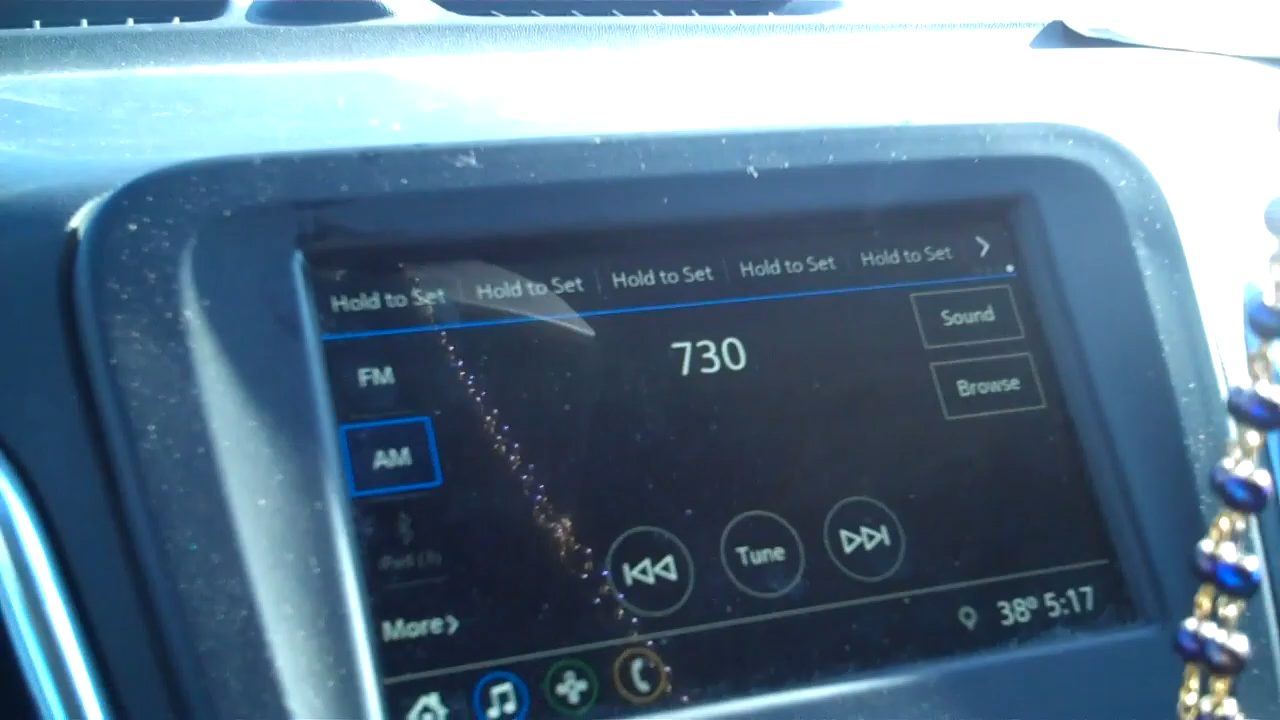 Hold to Set Hold to Set Hold to Set Hold to Set Hold to Set
Sound
730
FM
Browse
AM
Tune
More
38° 5:17